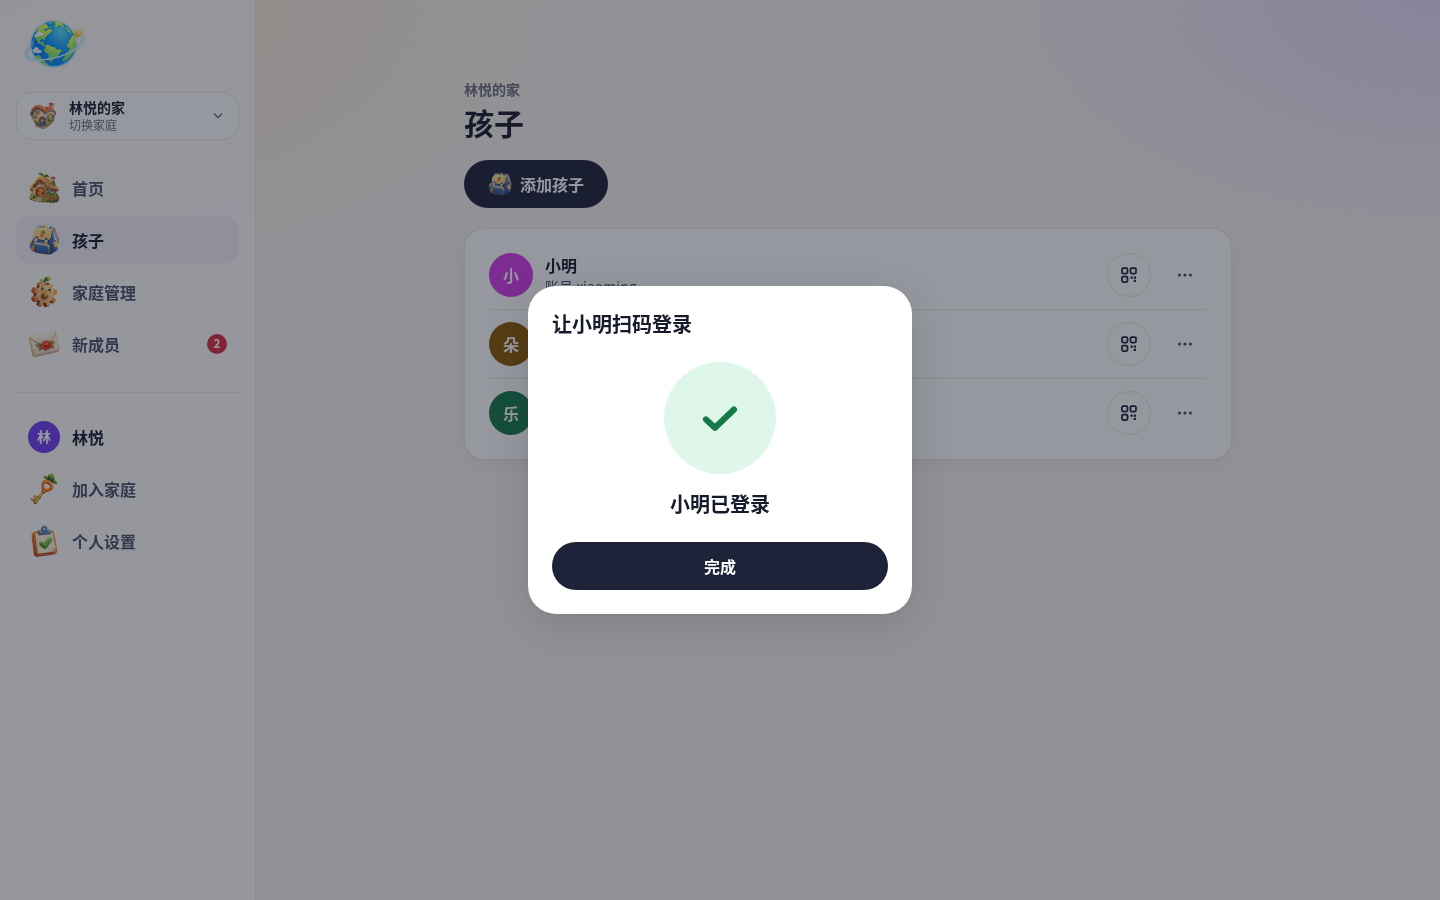 林悦的家
切换家庭
首页
孩子
家庭管理
新成员
2
林
林悦
加入家庭
个人设置
林悦的家
孩子
添加孩子
小
小明
朵
乐
让小明扫码登录
小明已登录
完成